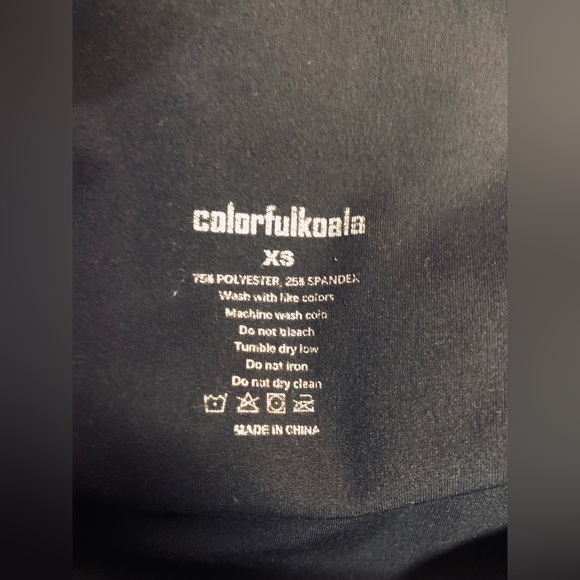 colorfulkoala
XS
75% POLYESTER, 25% SPANDEX
Wash with like colors
Machine wash cold
Do not bleach
Tumble dry low
Do not iron
Do not dry clean
MADE IN CHINA